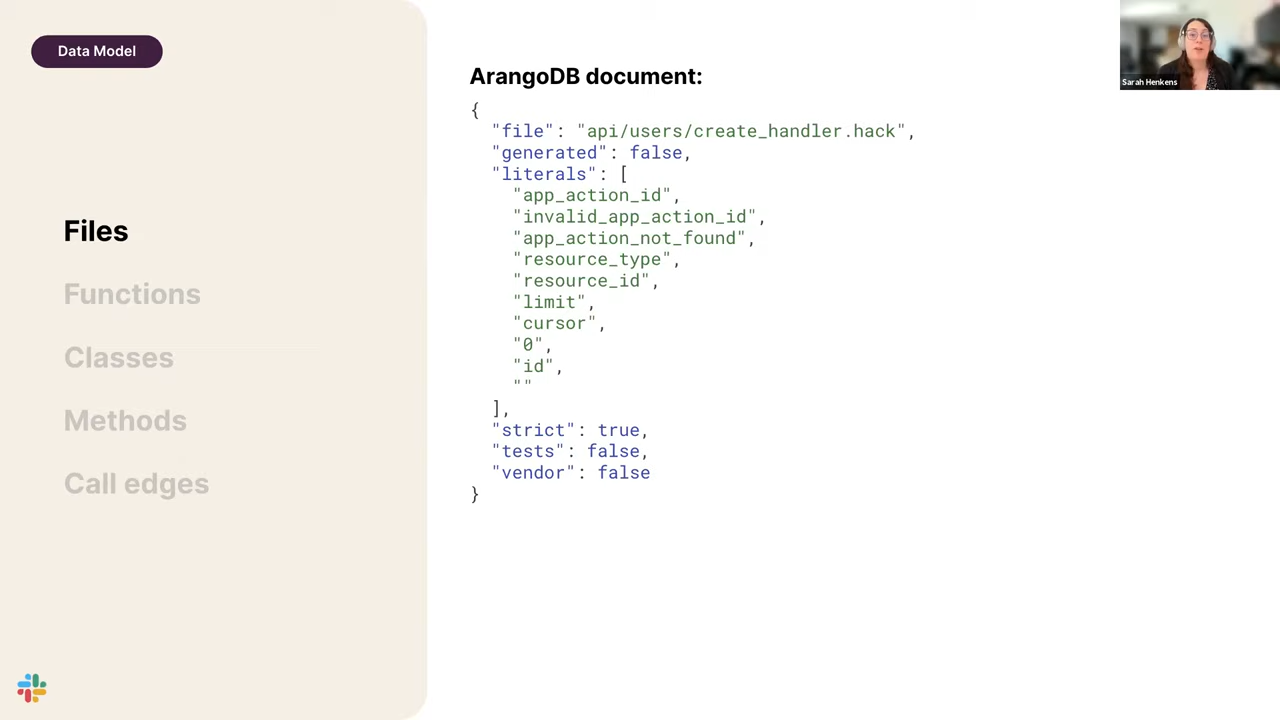 Data Model
Files
Functions
Classes
Methods
Call edges
ArangoDB document:
{
"file": "api/users/create_handler.hack",
"generated": false,
"literals": [
"app_action_id",
"invalid_app_action_id",
"app_action_not_found",
"resource_type",
"resource_id",
"limit",
"cursor",
"0",
"id",
""
],
"strict": true,
"tests": false,
"vendor": false
}
Sarah Henkens